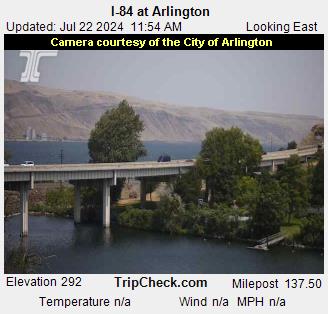 I-84 at Arlington
Updated: Jul 22 2024 11:54 AM Looking East
Camera courtesy of the City of Arlington
Elevation 292 TripCheck.com Milepost 137.50
Temperature n/a Wind n/a MPH n/a